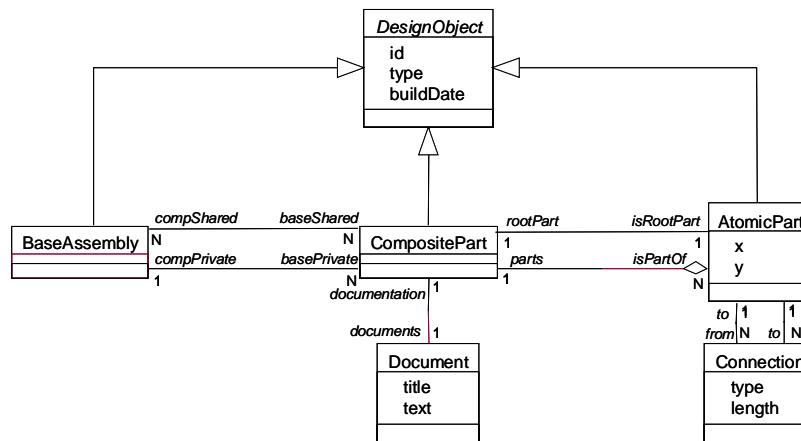 DesignObject
id
type
buildDate
compShared baseShared
rootPart isRootPart
AtomicPart
BaseAssembly N N CompositePart 1 1 x
compPrivate basePrivate parts isPartOf y
1 N 1 N
documentation 1
to 1 1
documents 1 from N to N
Document Connection
title type
text length